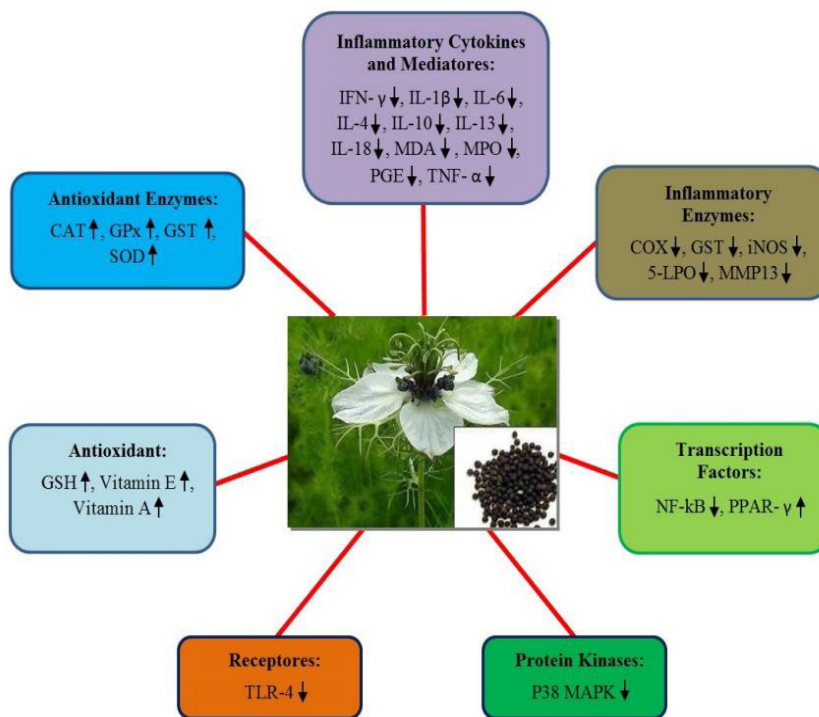 Inflammatory Cytokines
and Mediatores:
IFN- γ↓, IL-1β↓, IL-6↓,
IL-4↓, IL-10↓, IL-13↓,
IL-18↓, MDA↓, MPO↓,
PGE↓, TNF- α↓
Antioxidant Enzymes:
CAT↑, GPx↑, GST↑,
SOD↑
Inflammatory
Enzymes:
COX↓, GST↓, iNOS↓,
5-LPO↓, MMP13↓
Antioxidant:
GSH↑, Vitamin E↑,
Vitamin A↑
Transcription
Factors:
NF-kB↓, PPAR- γ↑
Receptores:
TLR-4↓
Protein Kinases:
P38 MAPK↓